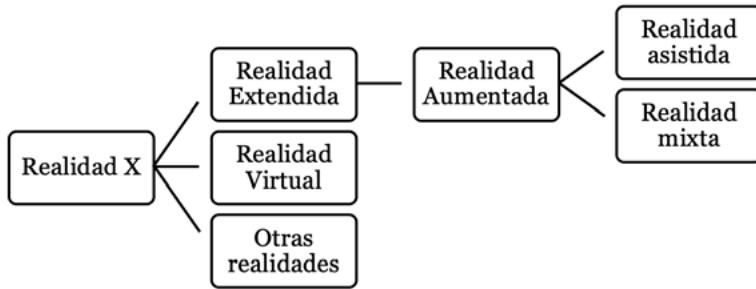 Realidad X
Realidad
Extendida
Realidad
Virtual
Otras
realidades
Realidad
Aumentada
Realidad
asistida
Realidad
mixta